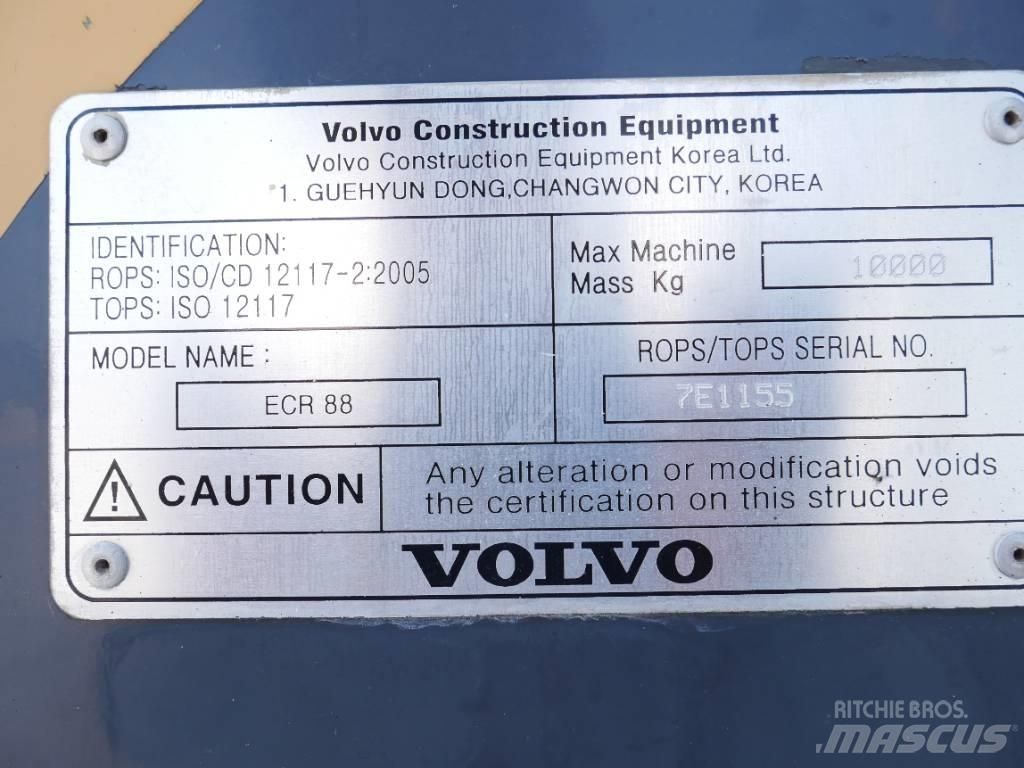 Volvo Construction Equipment
Volvo Construction Equipment Korea Ltd.
1. GUEHYUN DONG,CHANGWON CITY, KOREA
IDENTIFICATION:
ROPS: ISO/CD 12117-2:2005
TOPS: ISO 12117
Max Machine
Mass Kg
10000
MODEL NAME :
ECR 88
ROPS/TOPS SERIAL NO.
7E1155
CAUTION
Any alteration or modification voids
the certification on this structure
VOLVO
RITCHIE BROS.
MASCUS